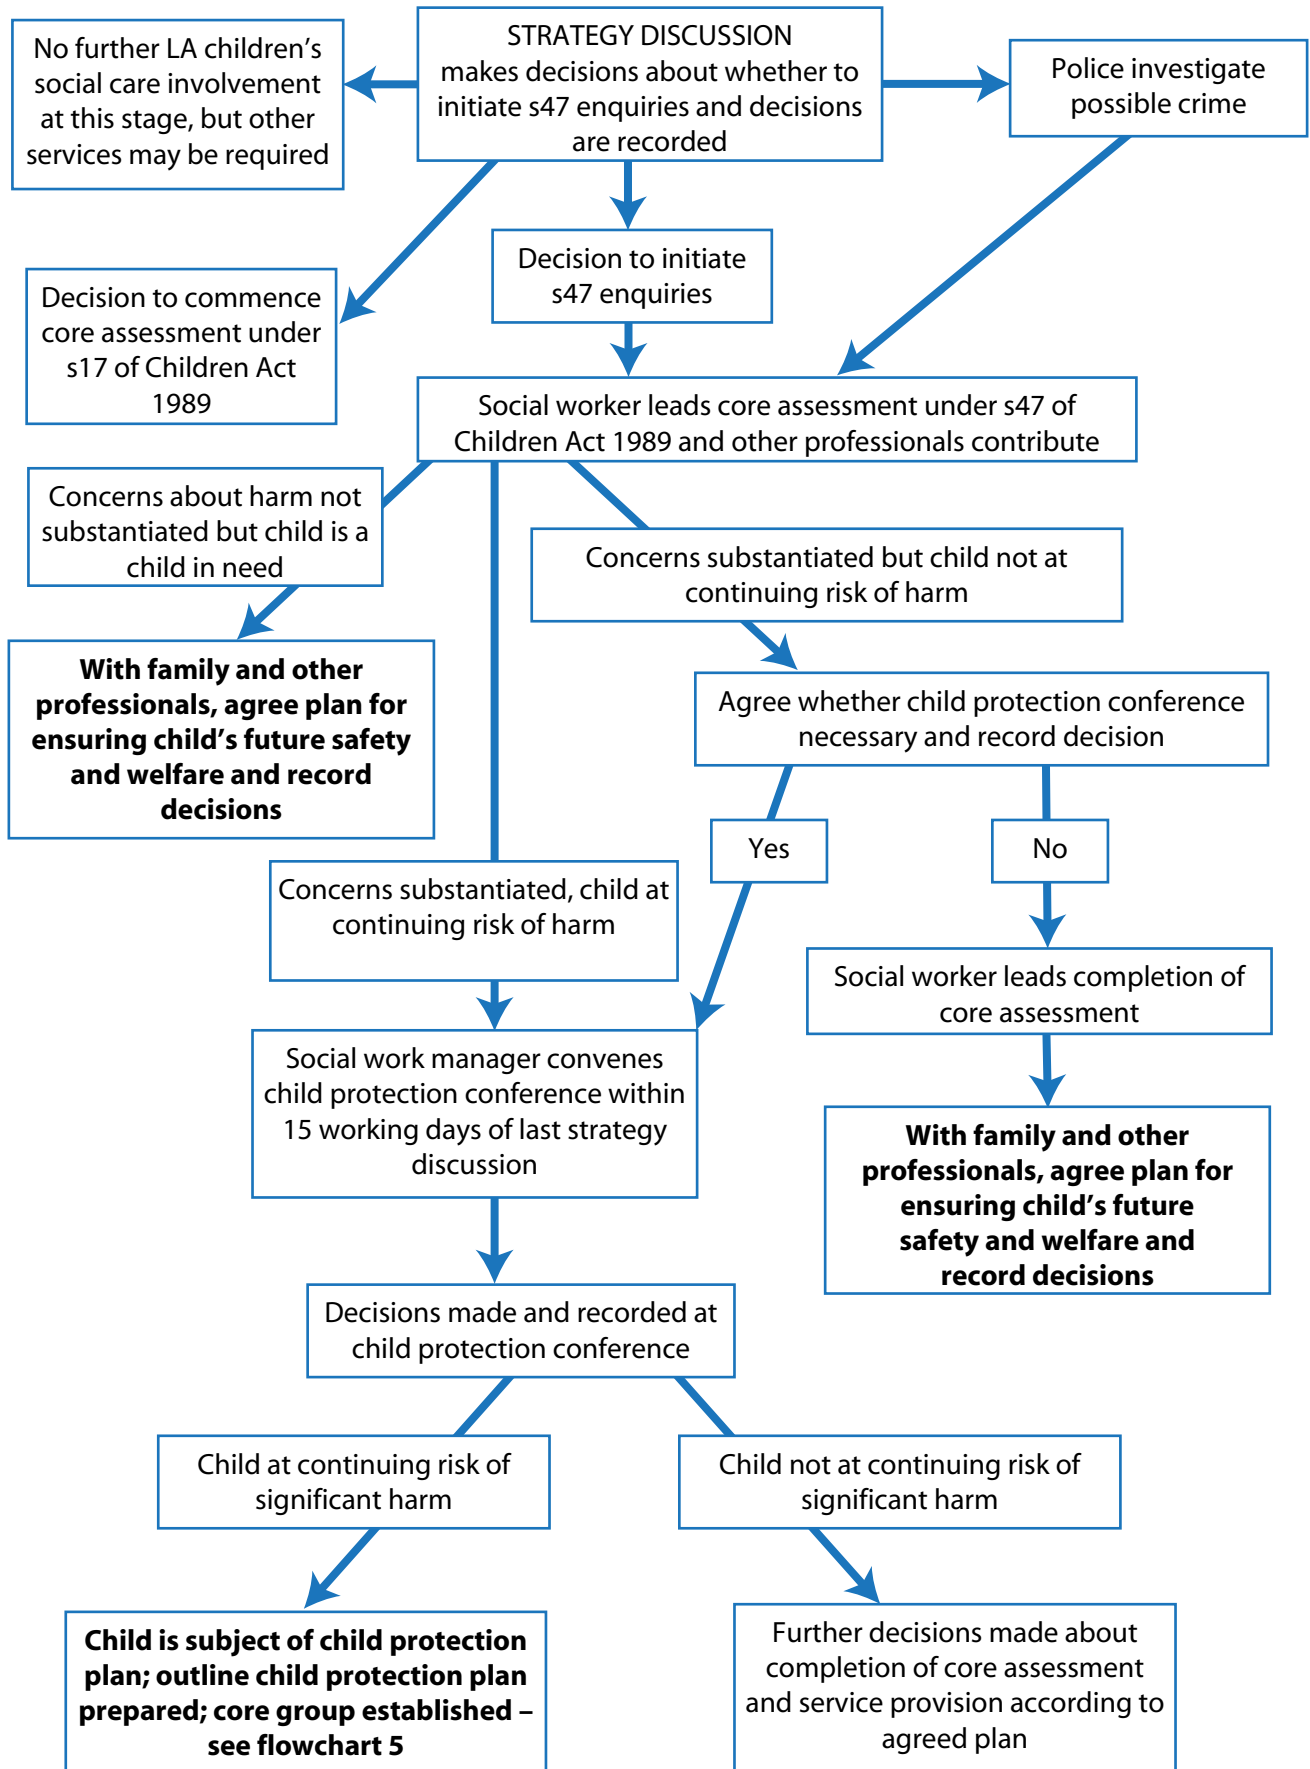 No further LA children’s
social care involvement
at this stage, but other
services may be required
STRATEGY DISCUSSION
makes decisions about whether to
initiate s47 enquiries and decisions
are recorded
Police investigate
possible crime
Decision to initiate
s47 enquiries
Decision to commence
core assessment under
s17 of Children Act
1989
Social worker leads core assessment under s47 of
Children Act 1989 and other professionals contribute
Concerns about harm not
substantiated but child is a
child in need
Concerns substantiated but child not at
continuing risk of harm
With family and other
professionals, agree plan for
ensuring child’s future safety
and welfare and record
decisions
Agree whether child protection conference
necessary and record decision
Yes
No
Concerns substantiated, child at
continuing risk of harm
Social worker leads completion of
core assessment
Social work manager convenes
child protection conference within
15 working days of last strategy
discussion
With family and other
professionals, agree plan for
ensuring child’s future
safety and welfare and
record decisions
Decisions made and recorded at
child protection conference
Child at continuing risk of
significant harm
Child not at continuing risk of
significant harm
Child is subject of child protection
plan; outline child protection plan
prepared; core group established –
see flowchart 5
Further decisions made about
completion of core assessment
and service provision according to
agreed plan